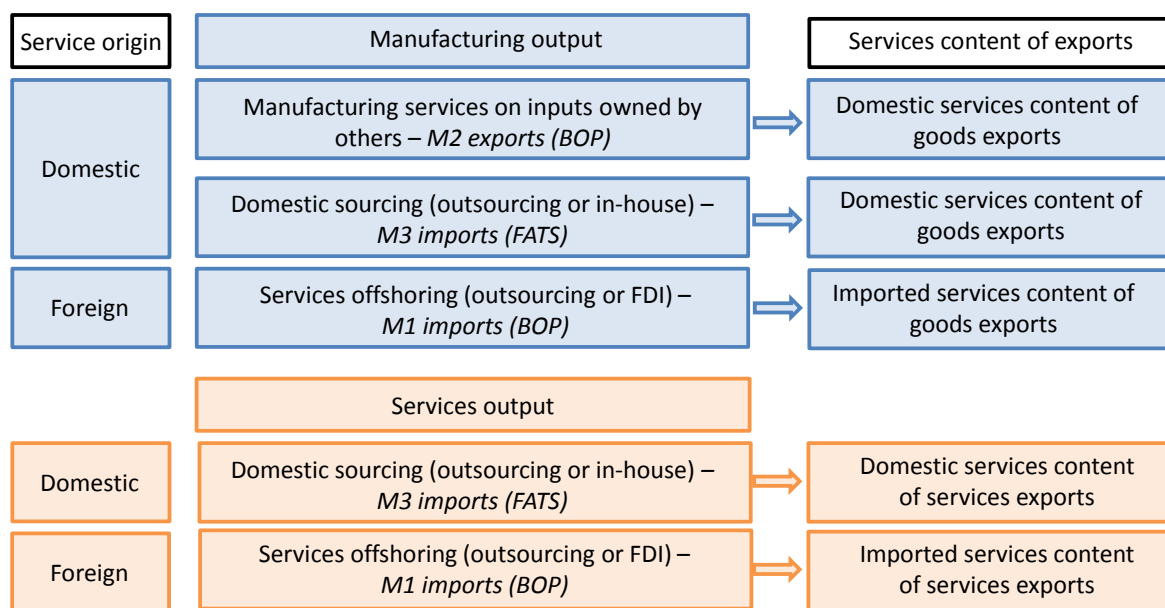 Service origin
Manufacturing output
Services content of exports
Domestic
Manufacturing services on inputs owned by
others – M2 exports (BOP)
Domestic services content of
goods exports
Domestic sourcing (outsourcing or in-house) –
M3 imports (FATS)
Domestic services content of
goods exports
Foreign
Services offshoring (outsourcing or FDI) –
M1 imports (BOP)
Imported services content of
goods exports
Services output
Domestic
Domestic sourcing (outsourcing or in-house) –
M3 imports (FATS)
Domestic services content
of services exports
Foreign
Services offshoring (outsourcing or FDI) –
M1 imports (BOP)
Imported services content
of services exports